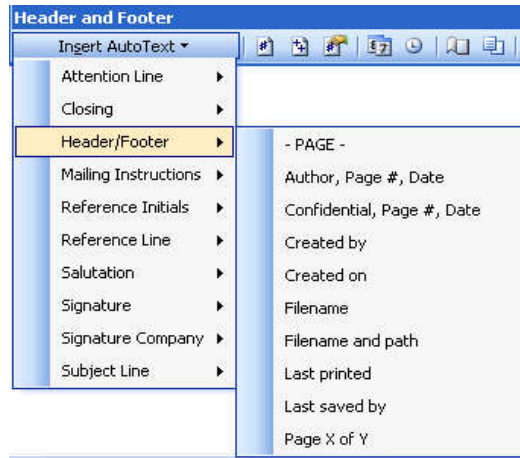 Header and Footer
Insert AutoText
Attention Line
Closing
Header/Footer
Mailing Instructions
Reference Initials
Reference Line
Salutation
Signature
Signature Company
Subject Line
- PAGE -
Author, Page #, Date
Confidential, Page #, Date
Created by
Created on
Filename
Filename and path
Last printed
Last saved by
Page X of Y